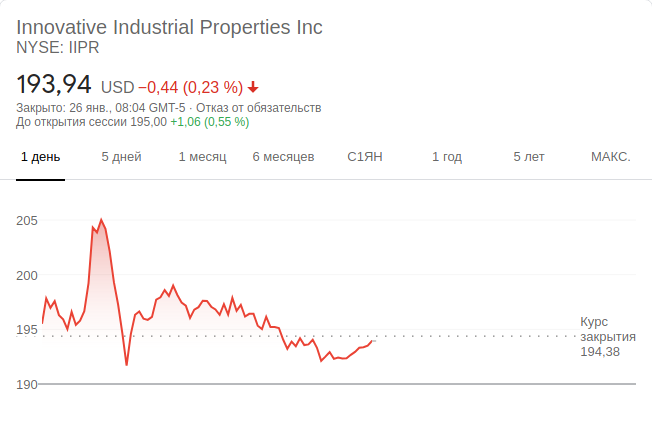 Innovative Industrial Properties Inc
NYSE: IIPR
193,94 USD −0,44 (0,23 %)
Закрыто: 26 янв., 08:04 GMT-5 · Отказ от обязательств
До открытия сессии 195,00 +1,06 (0,55 %)
1 день 5 дней 1 месяц 6 месяцев С1ЯН 1 год 5 лет МАКС.
205
200
195
Курс
закрытия
194,38
190